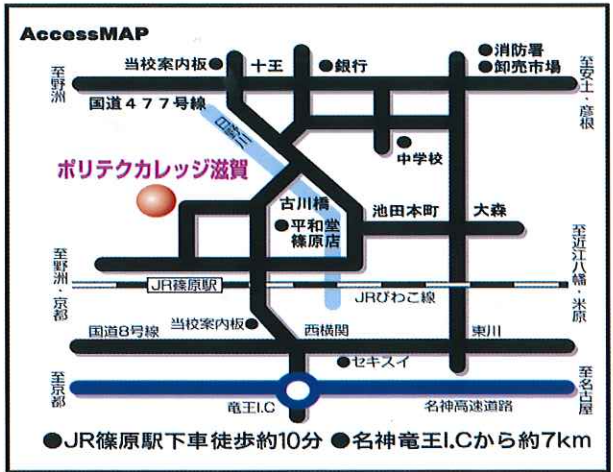 AccessMAP
至野洲
当校案内板●
十王
●銀行
●消防署
●卸売市場
至安土・彦根
国道477号線
日野川
●中学校
ポリテクカレッジ滋賀
古川橋
●平和堂
篠原店
池田本町
大森
至野洲・京都
JR篠原駅
JRびわこ線
至近江八幡・米原
国道8号線
当校案内板●
西横関
東川
●セキスイ
至京都
竜王I.C
名神高速道路
至名古屋
●JR篠原駅下車徒歩約10分 ●名神竜王I.Cから約7km